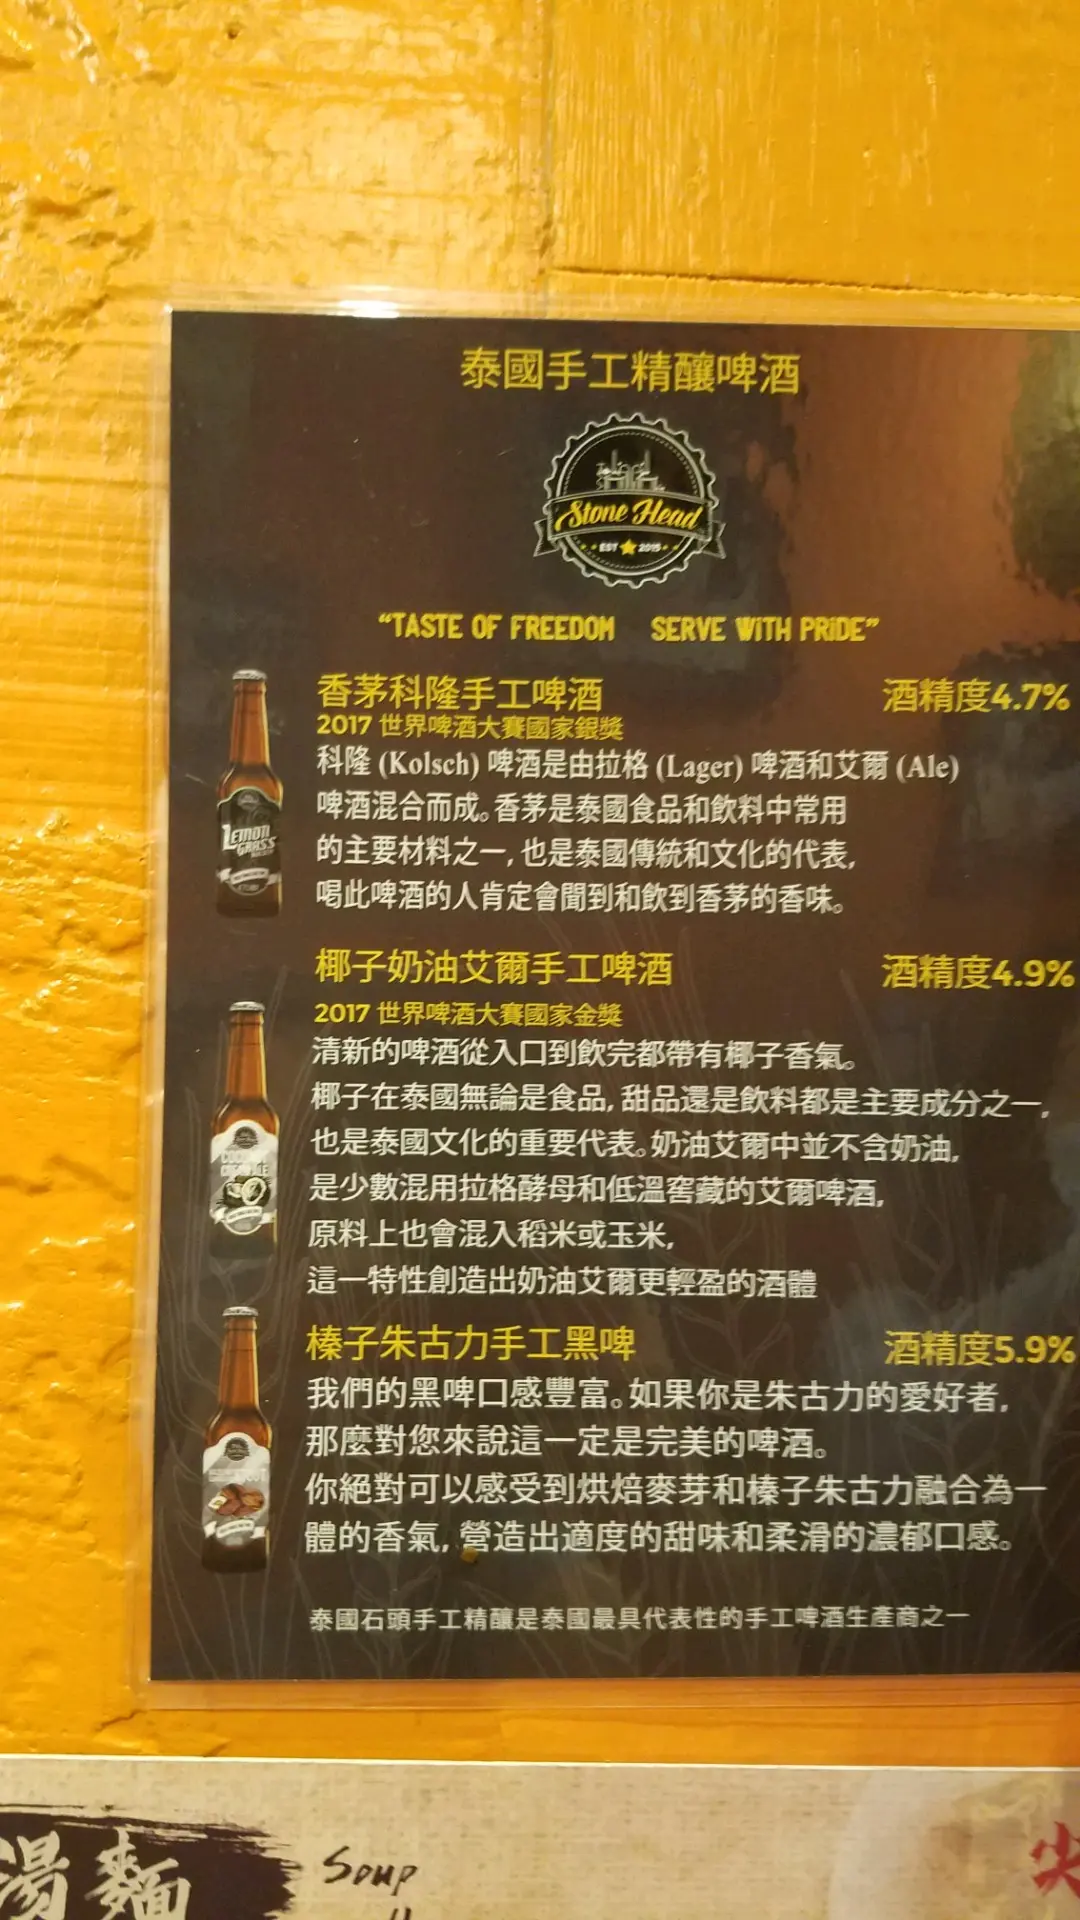 泰國手工精釀啤酒
Stone Head
EST 2015
“TASTE OF FREEDOM SERVE WITH PRIDE”
香茅科隆手工啤酒 酒精度4.7%
2017 世界啤酒大賽國家銀獎
科隆 (Kolsch) 啤酒是由拉格 (Lager) 啤酒和艾爾 (Ale)
啤酒混合而成。香茅是泰國食品和飲料中常用
的主要材料之一, 也是泰國傳統和文化的代表,
喝此啤酒的人肯定會聞到和飲到香茅的香味。
LEMON
GRASS
椰子奶油艾爾手工啤酒 酒精度4.9%
2017 世界啤酒大賽國家金獎
清新的啤酒從入口到飲完都帶有椰子香氣。
椰子在泰國無論是食品, 甜品還是飲料都是主要成分之一,
也是泰國文化的重要代表。奶油艾爾中並不含奶油,
是少數混用拉格酵母和低溫窖藏的艾爾啤酒,
原料上也會混入稻米或玉米,
這一特性創造出奶油艾爾更輕盈的酒體
榛子朱古力手工黑啤 酒精度5.9%
我們的黑啤口感豐富。如果你是朱古力的愛好者,
那麼對您來說這一定是完美的啤酒。
你絕對可以感受到烘焙麥芽和榛子朱古力融合為一
體的香氣, 營造出適度的甜味和柔滑的濃郁口感。
泰國石頭手工精釀是泰國最具代表性的手工啤酒生產商之一
湯麵 Soup